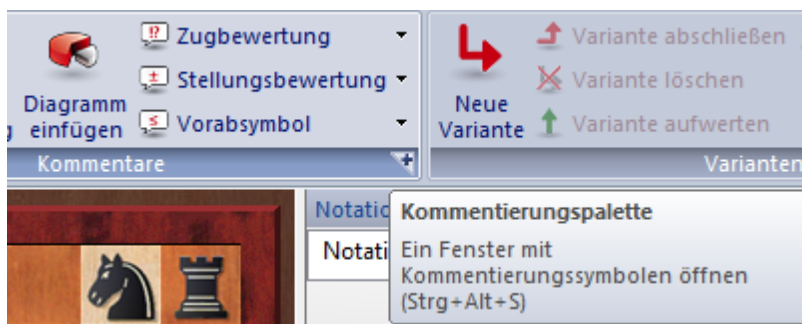 Zugbewertung
Stellungsbewertung
Vorabsymbol
Diagramm
einfügen
Kommentare
Neue
Variante
Variante abschließen
Variante löschen
Variante aufwerten
Varianten
Notati
Kommentierungspalette
Ein Fenster mit
Kommentierungssymbolen öffnen
(Strg+Alt+S)